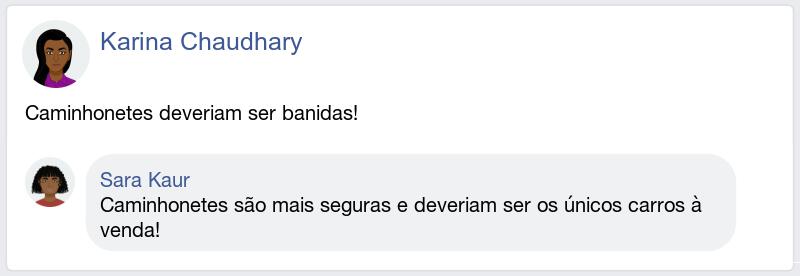 Karina Chaudhary
Caminhonetes deveriam ser banidas!
Sara Kaur
Caminhonetes são mais seguras e deveriam ser os únicos carros à
venda!